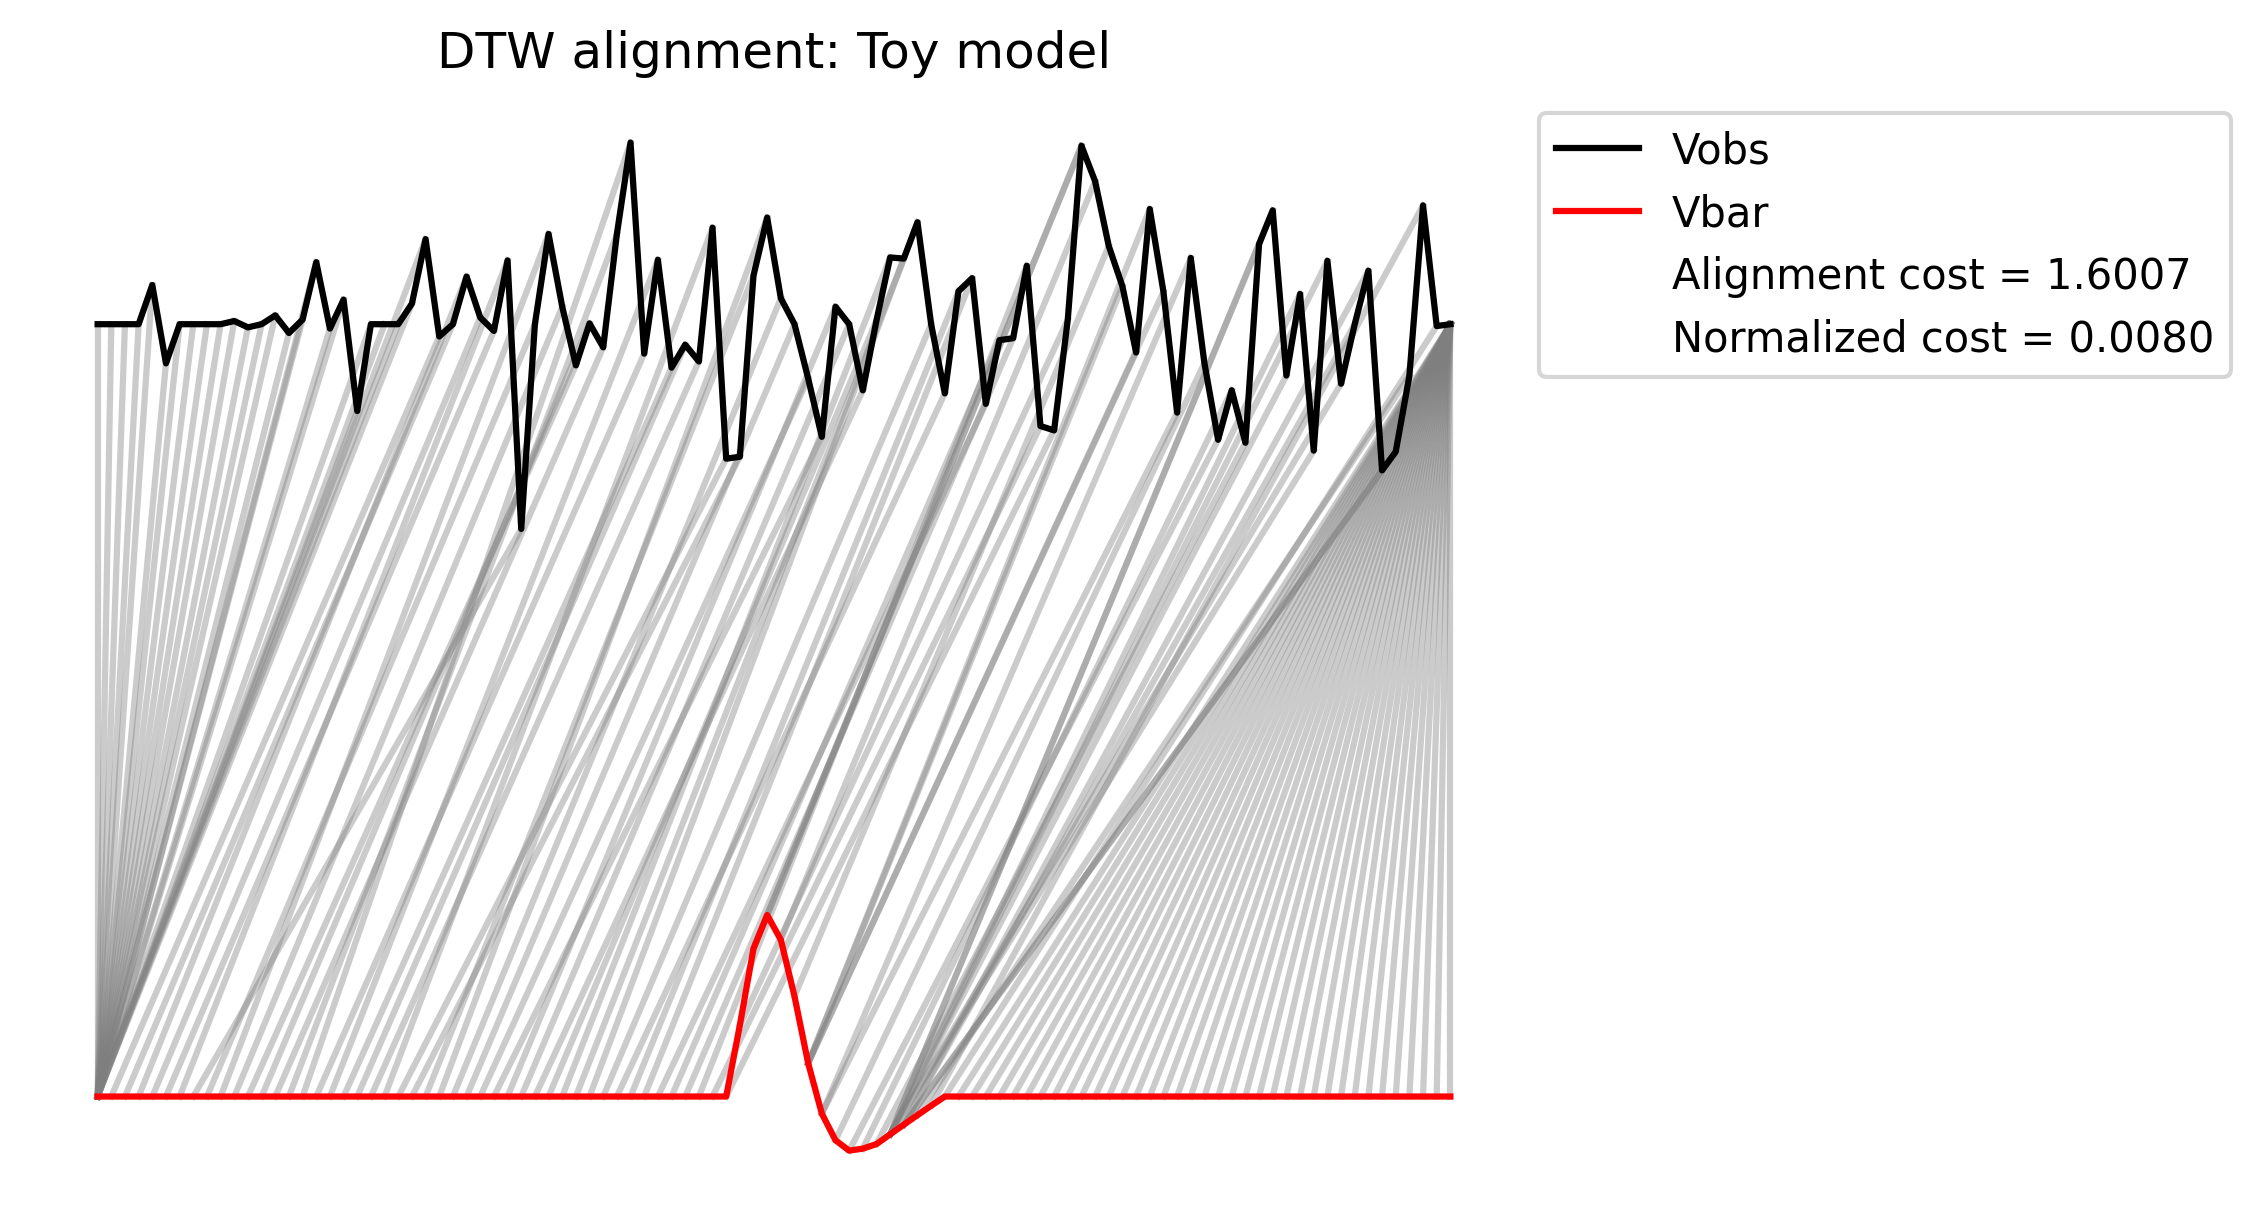 DTW alignment: Toy model
Vobs
Vbar
Alignment cost = 1.6007
Normalized cost = 0.0080